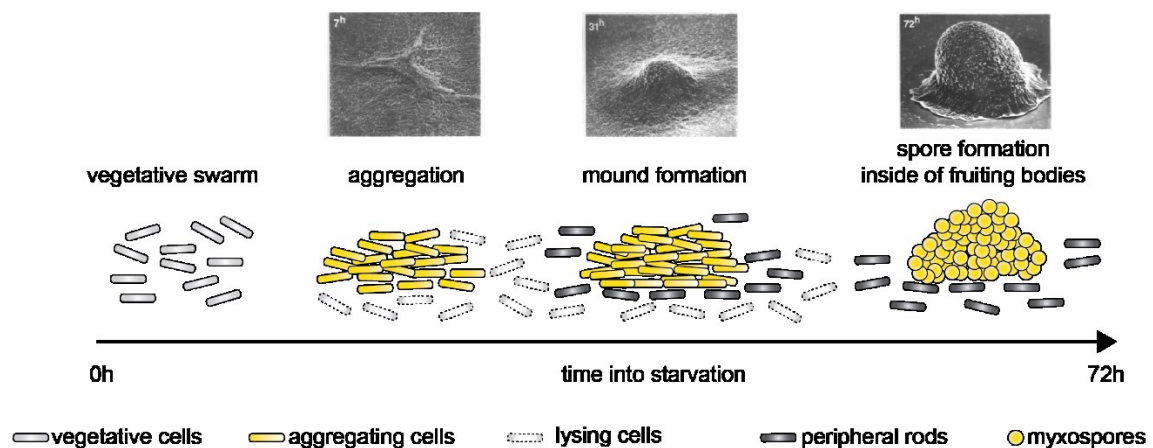 7h
31h
72h
vegetative swarm
aggregation
mound formation
spore formation
inside of fruiting bodies
0h
time into starvation
72h
vegetative cells
aggregating cells
lysing cells
peripheral rods
myxospores